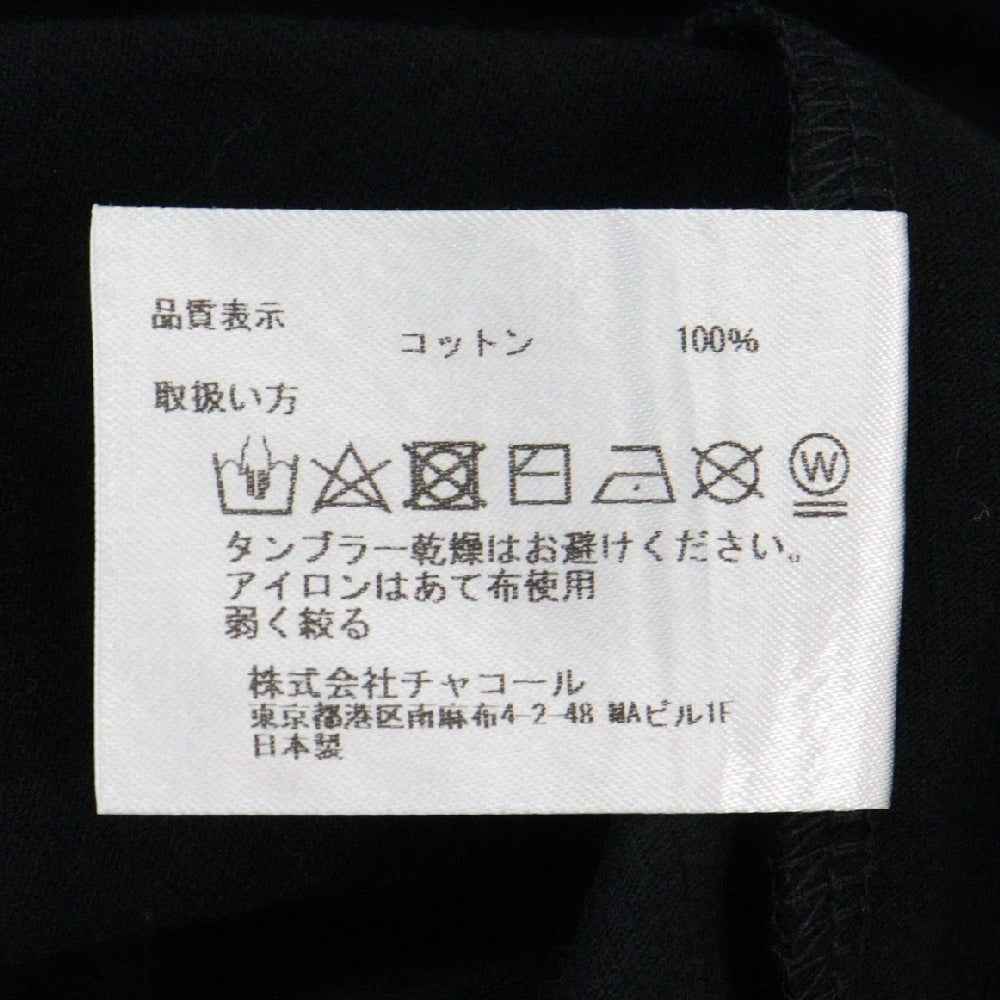 品質表示
コットン 100%
取扱い方
W
タンブラー乾燥はお避けください。
アイロンはあて布使用
弱く絞る
株式会社チャコール
東京都港区南麻布4-2-48 MAビル1F
日本製